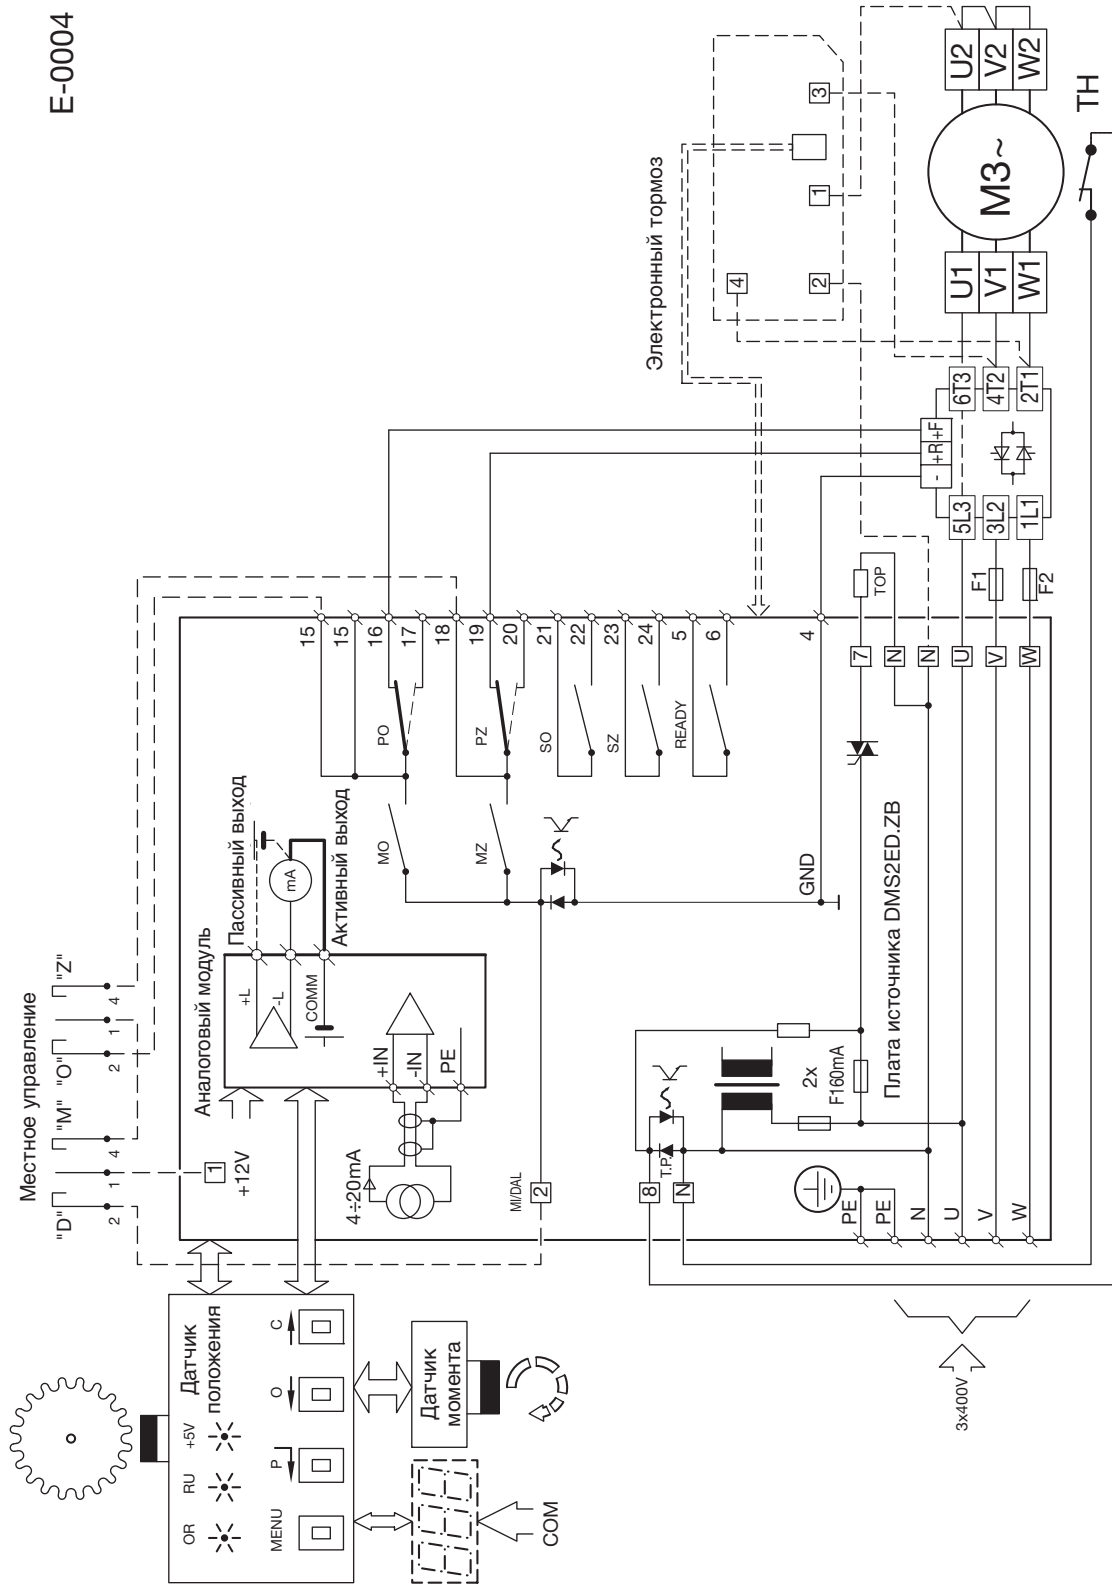 E-0004
Местное управление
"D"
"M"
"O"
"Z"
2
1
4
2
1
4
OR
RU
+5V
Датчик
положения
MENU
P
O
C
Датчик
момента
COM
1
+12V
Аналоговый модуль
Пассивный выход
+L
-L
mA
COMM
Активный выход
+IN
-IN
PE
4÷20mA
MI/DAL
2
MO
PO
MZ
PZ
SO
SZ
READY
GND
15
15
16
17
18
19
20
21
22
23
24
5
6
4
Электронный тормоз
4
2
1
3
8
N
T.P.
2x
F160mA
Плата источника DMS2ED.ZB
7
N
N
U
V
W
TOP
F1
F2
PE
PE
N
U
V
W
3x400V
-
+R
+F
5L3
3L2
1L1
6T3
4T2
2T1
U1
V1
W1
M3~
U2
V2
W2
TH